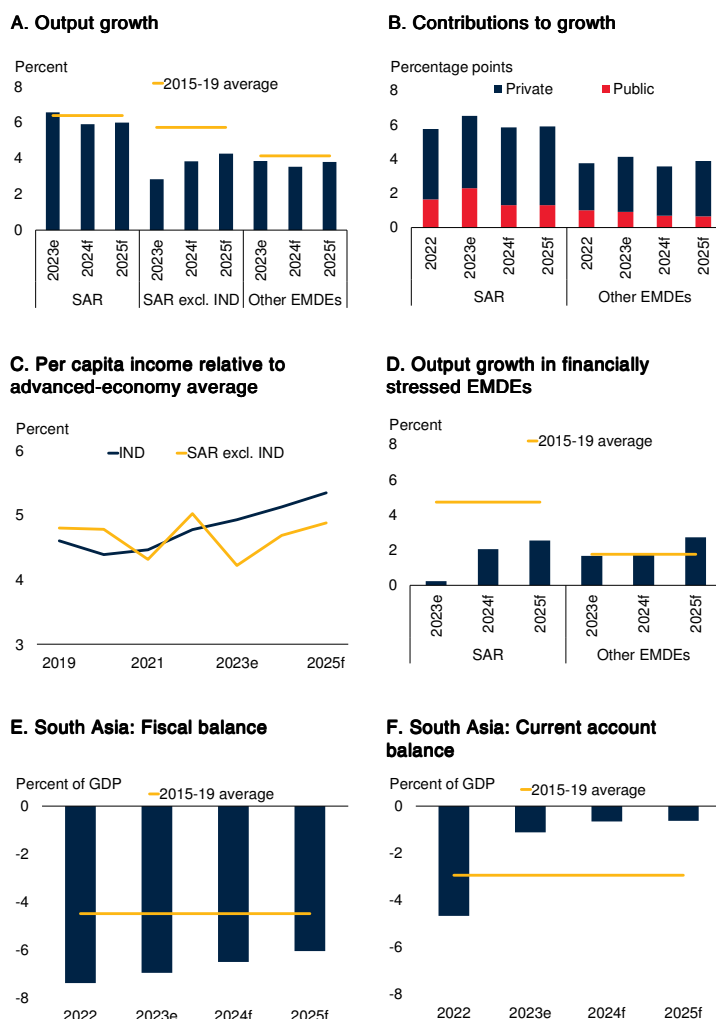 A. Output growth
Percent
8
2015-19 average
6
4
2
0
2023e
2024f
2025f
2023e
2024f
2025f
2023e
2024f
2025f
SAR
SAR excl. IND
Other EMDEs
B. Contributions to growth
Percentage points
8
Private
Public
6
4
2
0
2022
2023e
2024f
2025f
2022
2023e
2024f
2025f
SAR
Other EMDEs
C. Per capita income relative to
advanced-economy average
Percent
6
IND
SAR excl. IND
5
4
3
2019
2021
2023e
2025f
D. Output growth in financially
stressed EMDEs
Percent
8
2015-19 average
6
4
2
0
2023e
2024f
2025f
2023e
2024f
2025f
SAR
Other EMDEs
E. South Asia: Fiscal balance
Percent of GDP
2015-19 average
0
-2
-4
-6
-8
2022
2023e
2024f
2025f
F. South Asia: Current account
balance
Percent of GDP
2015-19 average
0
-2
-4
-6
-8
2022
2023e
2024f
2025f